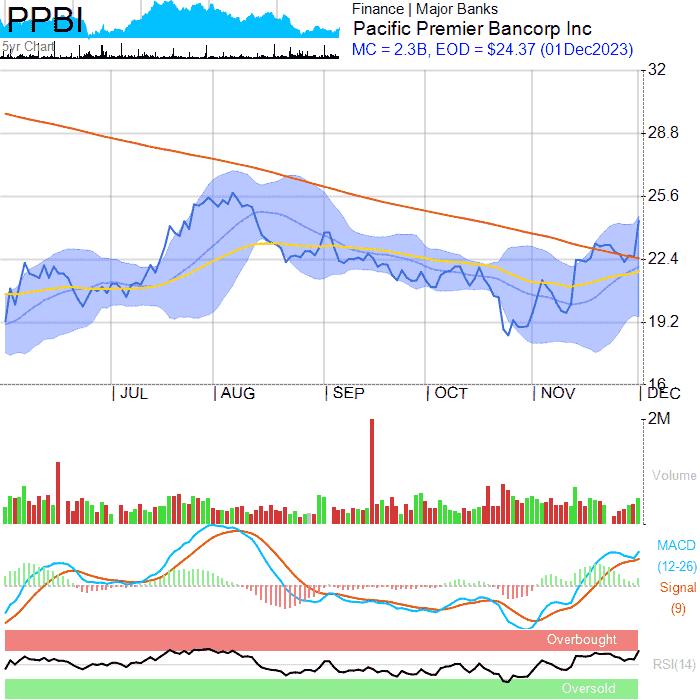 PPBI
Finance | Major Banks
Pacific Premier Bancorp Inc
5yr Chart
MC = 2.3B, EOD = $24.37 (01Dec2023)
32
28.8
25.6
22.4
19.2
16
| JUL | AUG | SEP | OCT | NOV | DEC
2M
Volume
MACD
(12-26)
Signal
(9)
Overbought
RSI(14)
Oversold